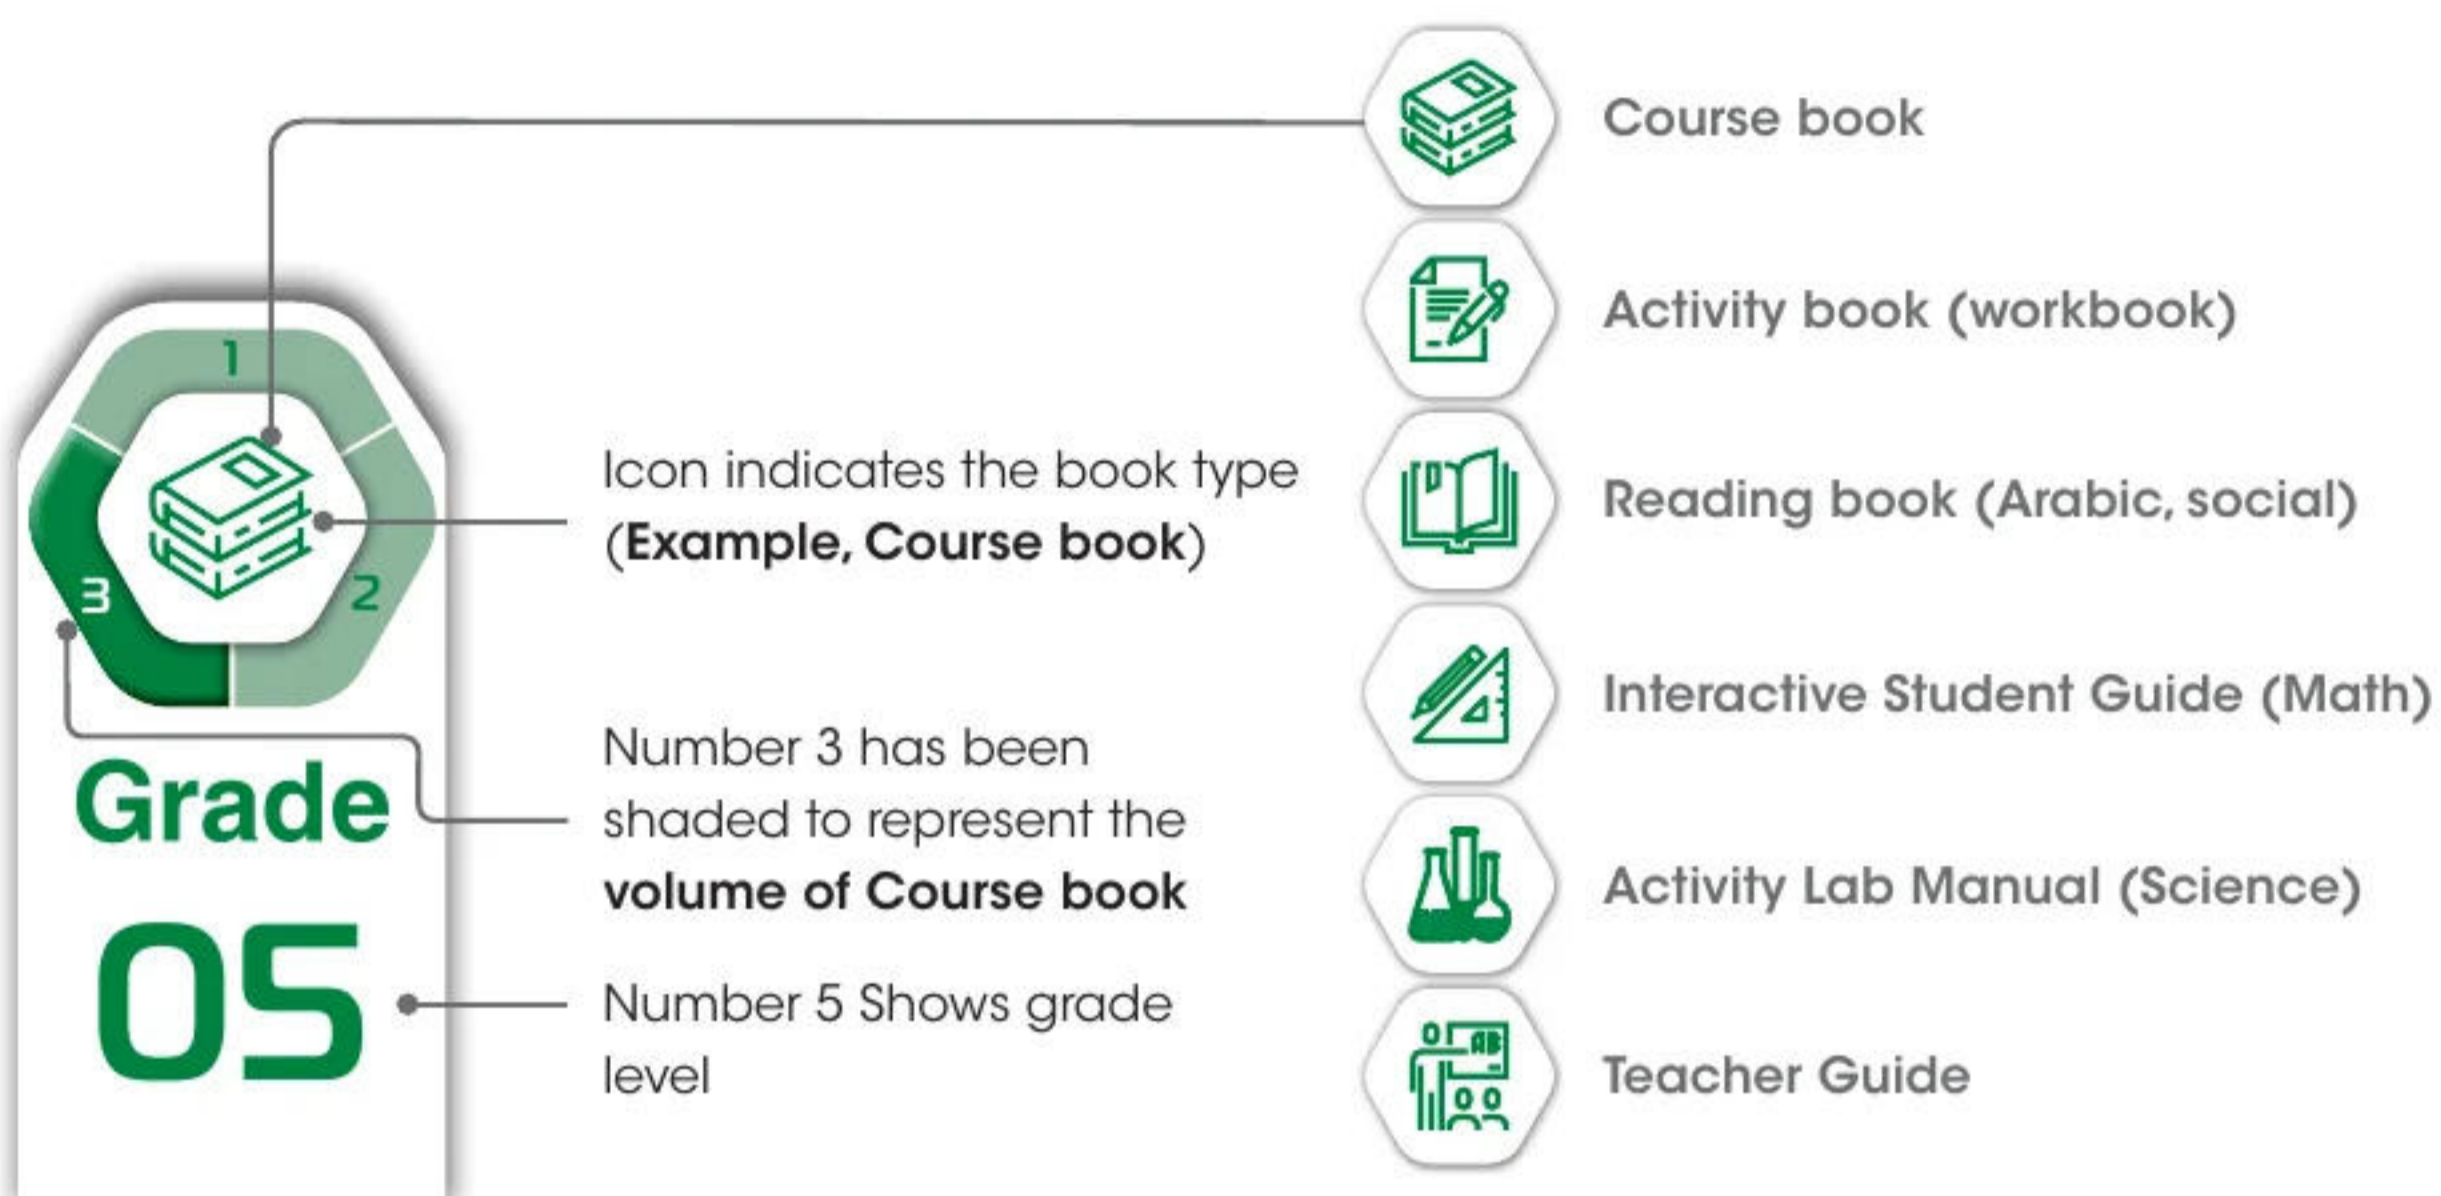 1
2
3
Grade
05
Icon indicates the book type
(Example, Course book)
Number 3 has been
shaded to represent the
volume of Course book
Number 5 Shows grade
level
Course book
Activity book (workbook)
Reading book (Arabic, social)
Interactive Student Guide (Math)
Activity Lab Manual (Science)
AB
Teacher Guide